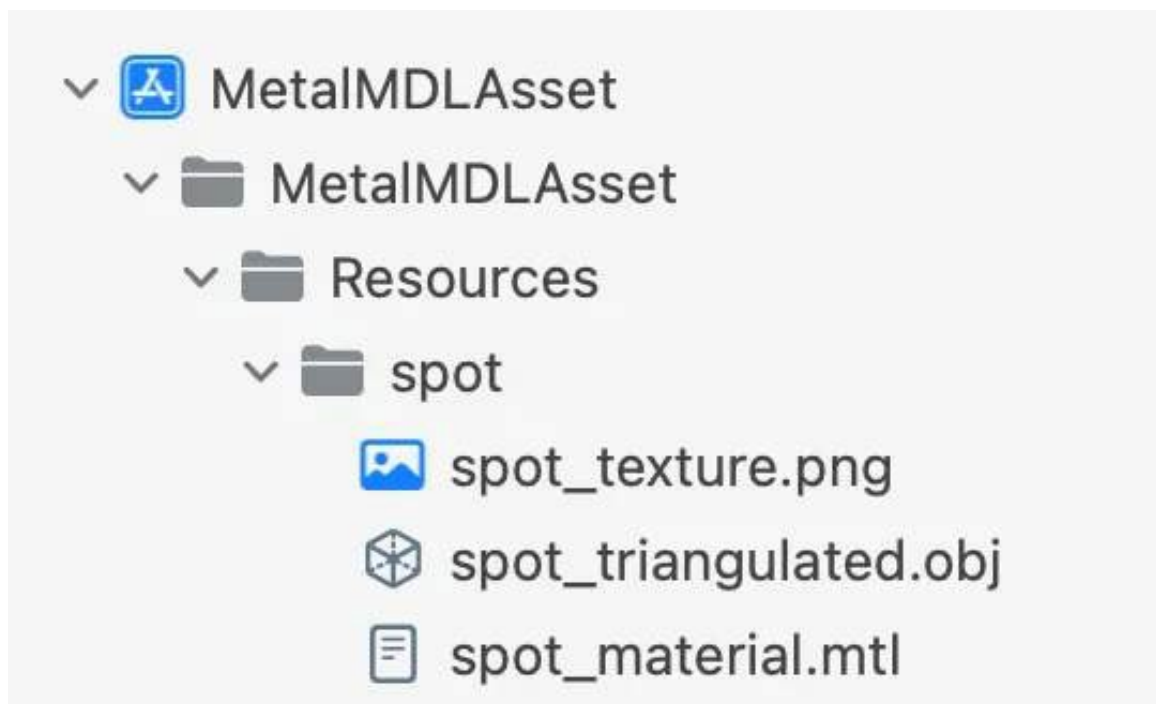 MetalMDLAsset
MetalMDLAsset
Resources
spot
spot_texture.png
spot_triangulated.obj
spot_material.mtl